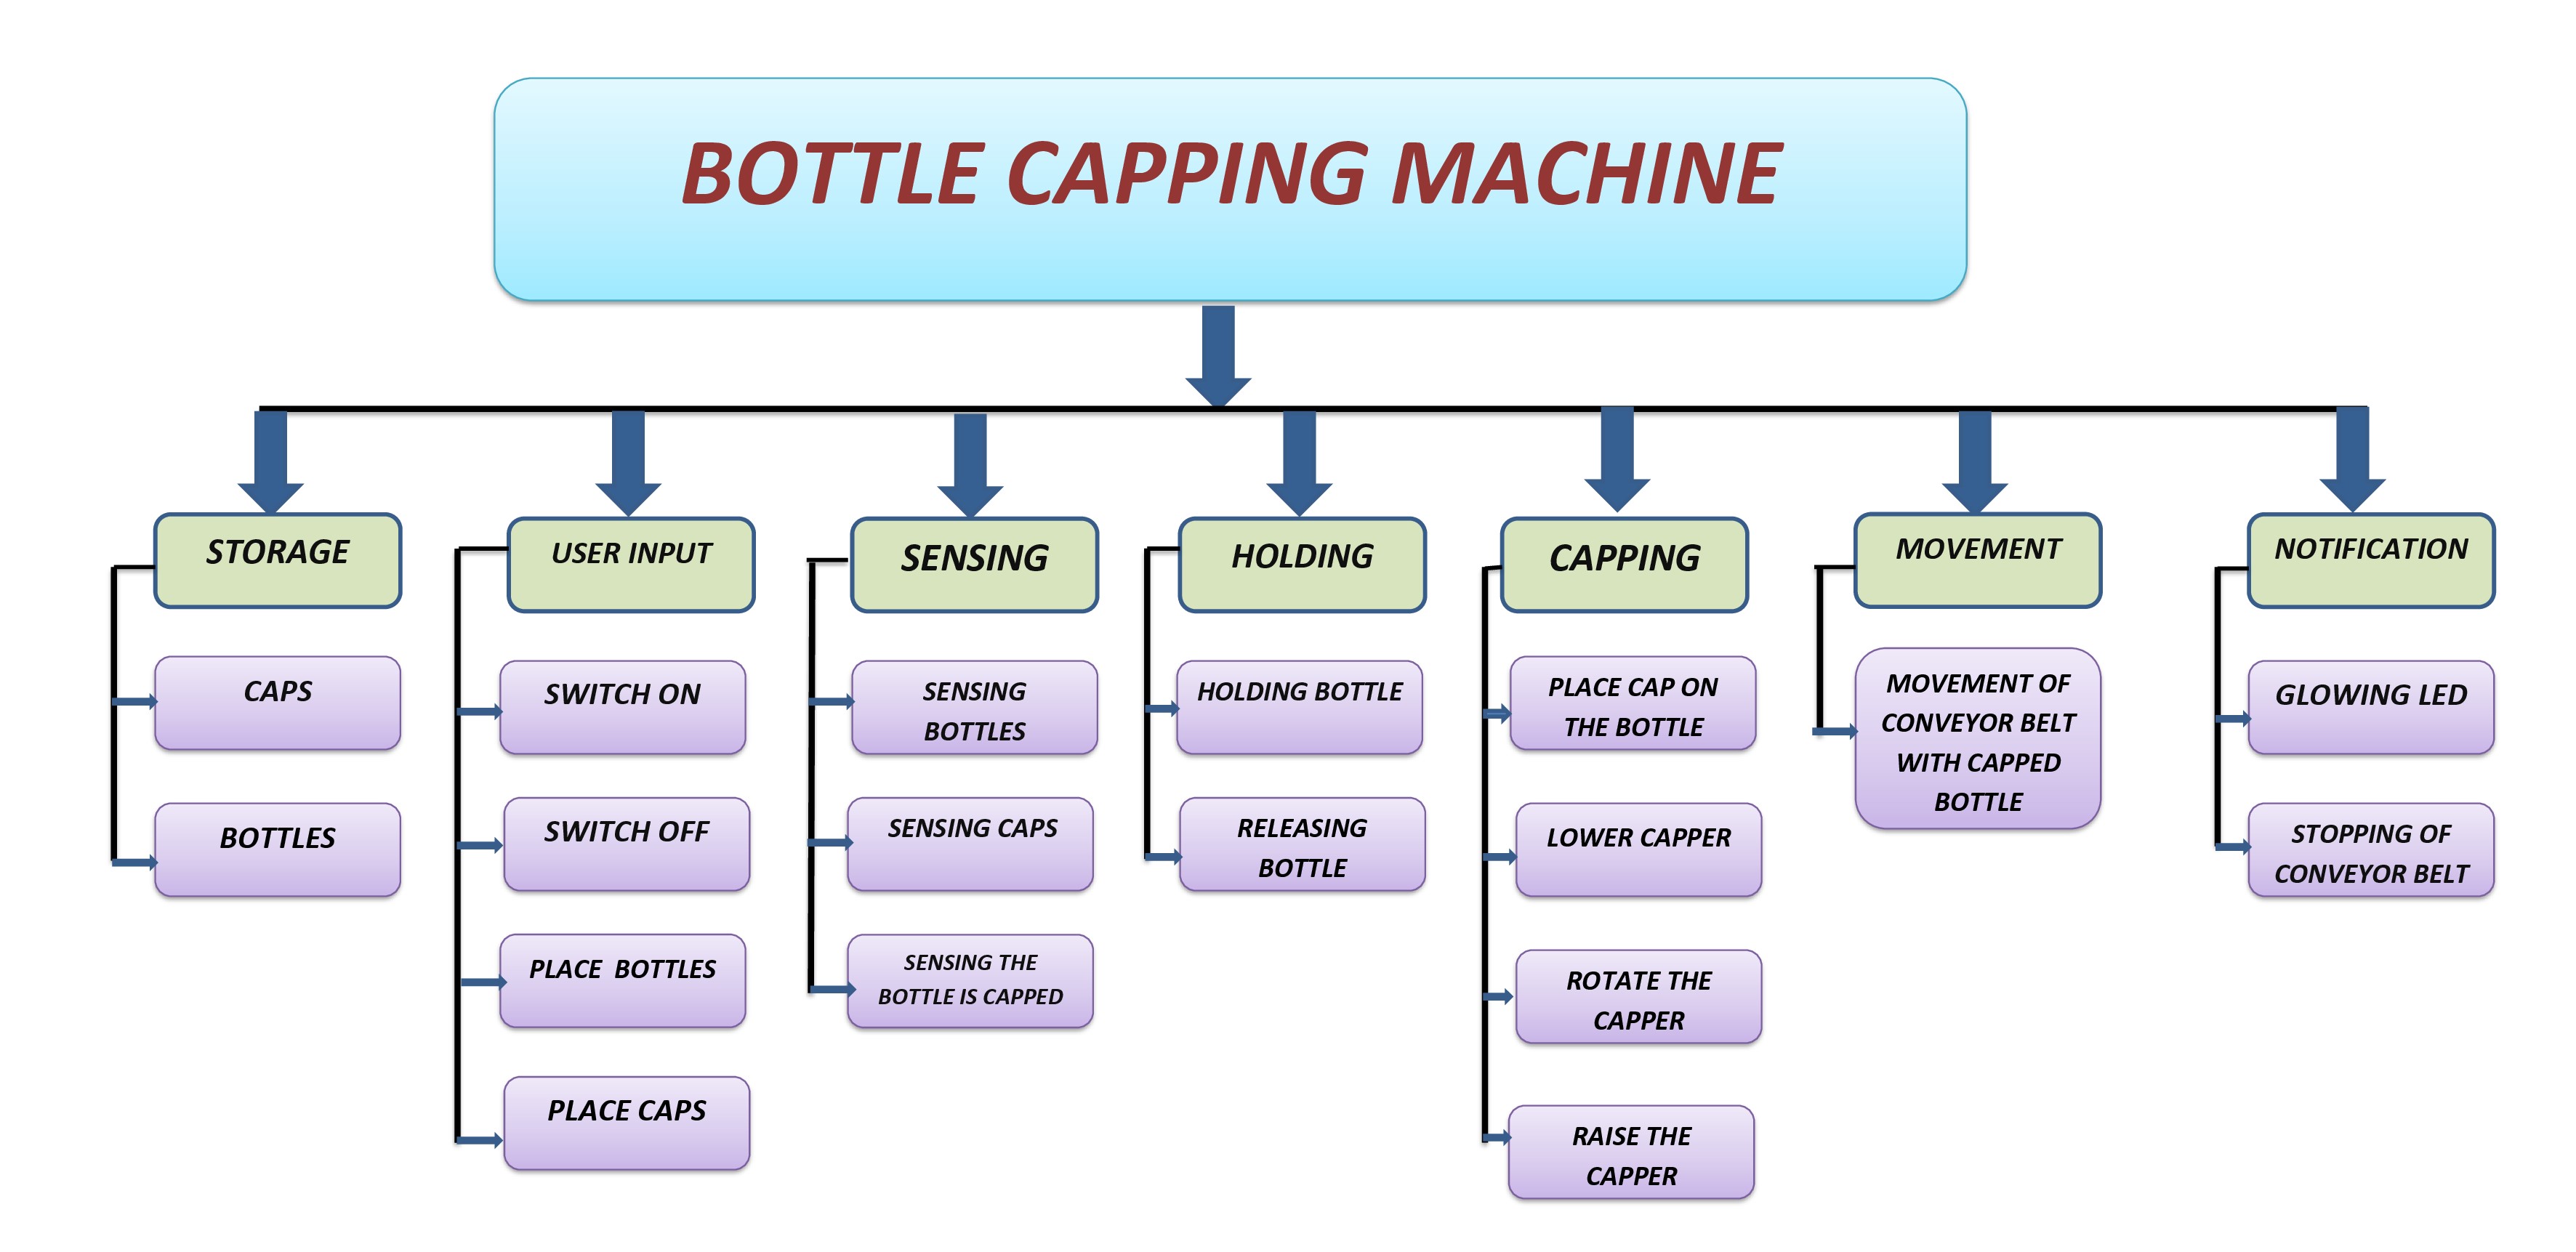 BOTTLE CAPPING MACHINE
STORAGE
CAPS
BOTTLES
USER INPUT
SWITCH ON
SWITCH OFF
PLACE BOTTLES
PLACE CAPS
SENSING
SENSING
BOTTLES
SENSING CAPS
SENSING THE
BOTTLE IS CAPPED
HOLDING
HOLDING BOTTLE
RELEASING
BOTTLE
CAPPING
PLACE CAP ON
THE BOTTLE
LOWER CAPPER
ROTATE THE
CAPPER
RAISE THE
CAPPER
MOVEMENT
MOVEMENT OF
CONVEYOR BELT
WITH CAPPED
BOTTLE
NOTIFICATION
GLOWING LED
STOPPING OF
CONVEYOR BELT